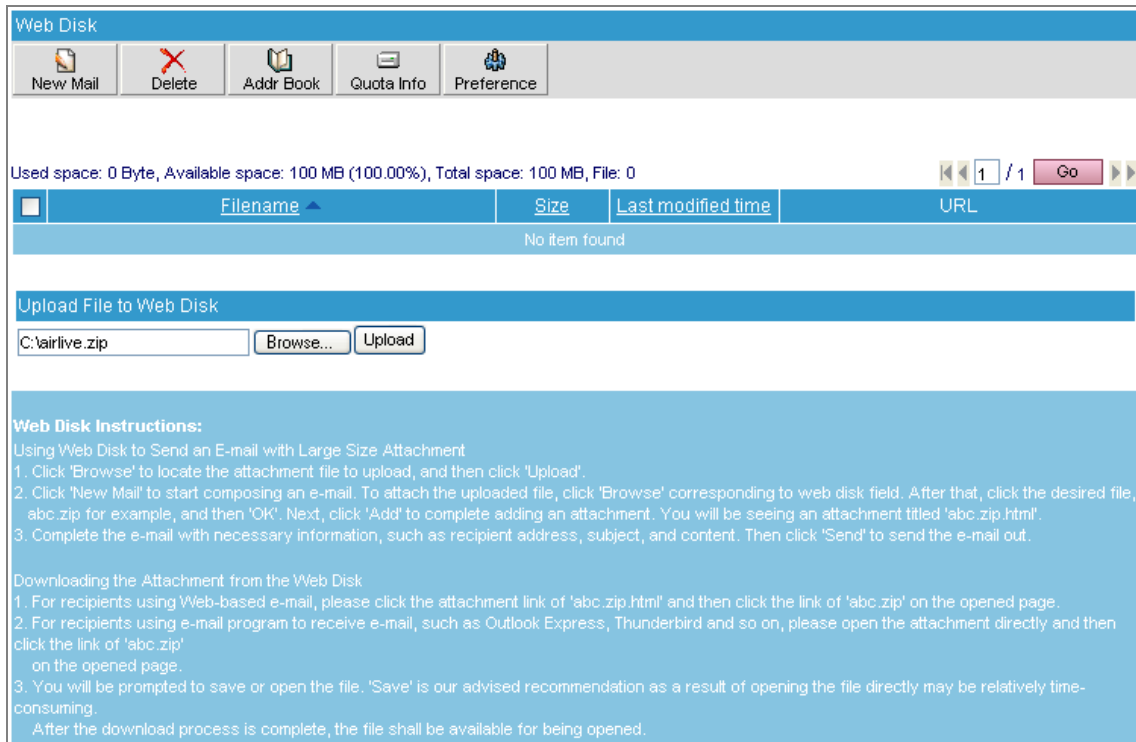 Web Disk
New Mail Delete Addr Book Quota Info Preference
Used space: 0 Byte, Available space: 100 MB (100.00%), Total space: 100 MB, File: 0 1 / 1 Go
Filename Size Last modified time URL
No item found
Upload File to Web Disk
C:\airlive.zip Browse... Upload
Web Disk Instructions:
Using Web Disk to Send an E-mail with Large Size Attachment
1. Click 'Browse' to locate the attachment file to upload, and then click 'Upload'.
2. Click 'New Mail' to start composing an e-mail. To attach the uploaded file, click 'Browse' corresponding to web disk field. After that, click the desired file,
abc.zip for example, and then 'OK'. Next, click 'Add' to complete adding an attachment. You will be seeing an attachment titled 'abc.zip.html'.
3. Complete the e-mail with necessary information, such as recipient address, subject, and content. Then click 'Send' to send the e-mail out.
Downloading the Attachment from the Web Disk
1. For recipients using Web-based e-mail, please click the attachment link of 'abc.zip.html' and then click the link of 'abc.zip' on the opened page.
2. For recipients using e-mail program to receive e-mail, such as Outlook Express, Thunderbird and so on, please open the attachment directly and then
click the link of 'abc.zip'
on the opened page.
3. You will be prompted to save or open the file. 'Save' is our advised recommendation as a result of opening the file directly may be relatively time-
consuming.
After the download process is complete, the file shall be available for being opened.